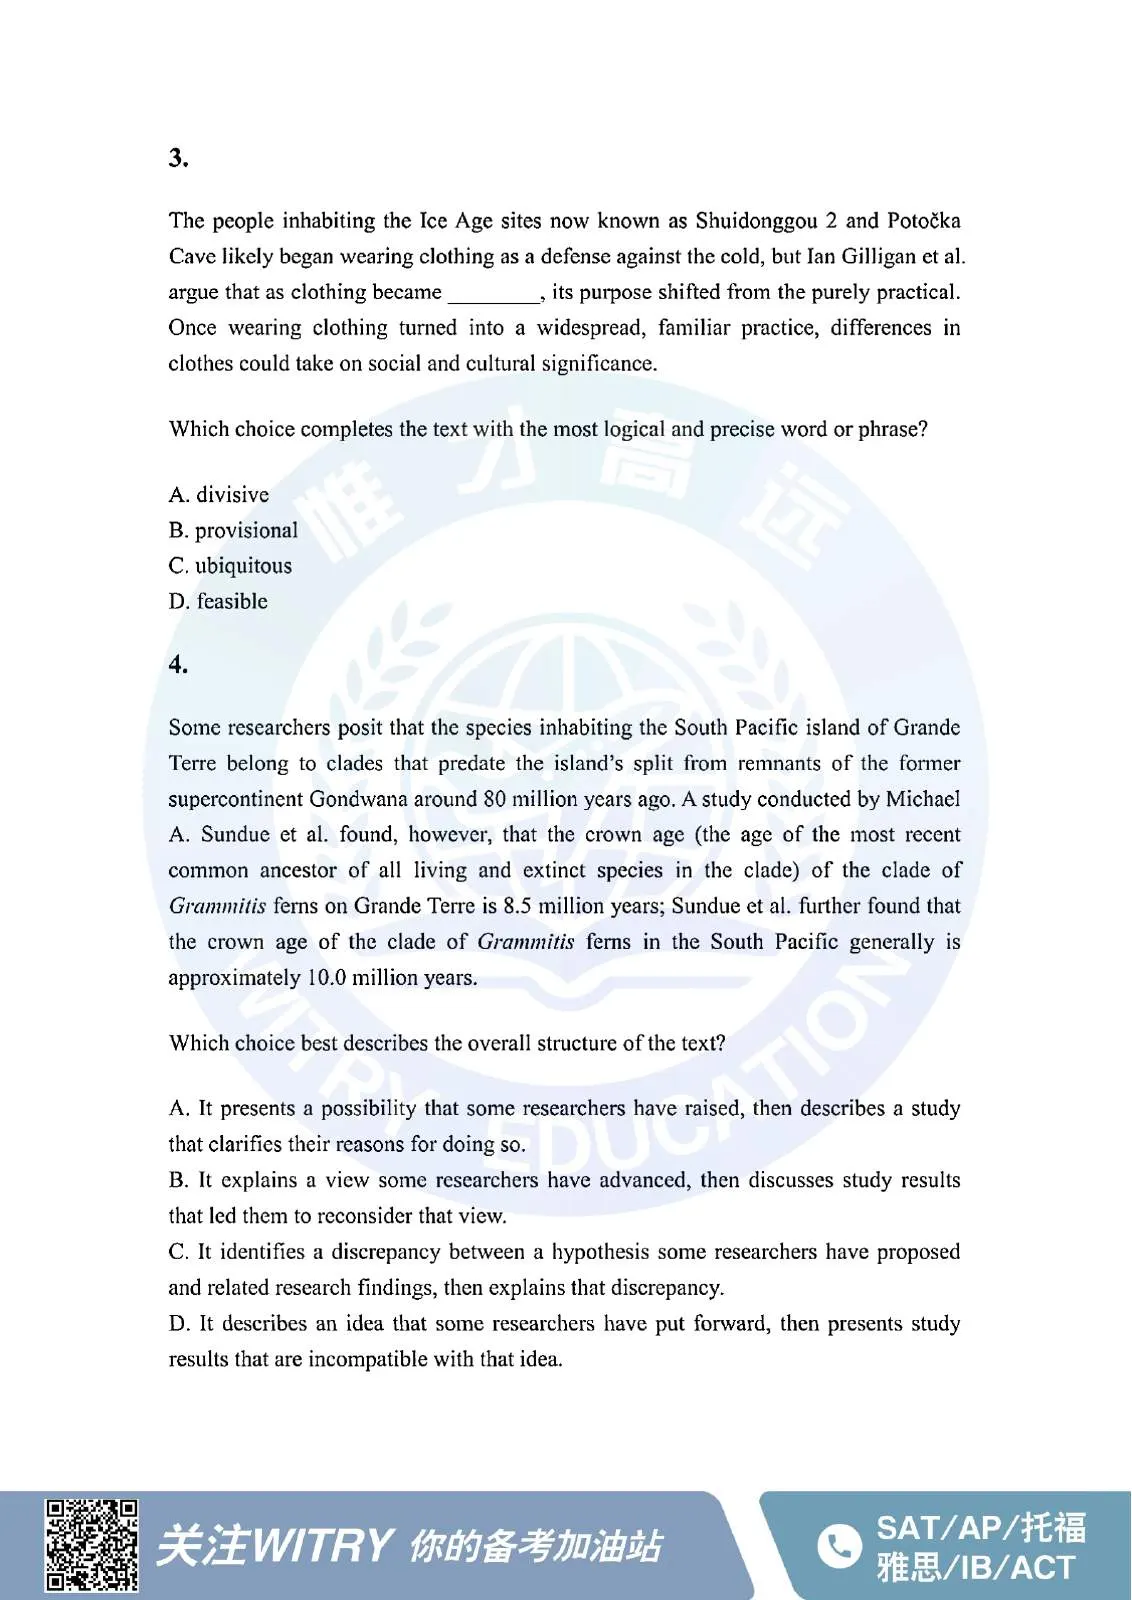 3.
The people inhabiting the Ice Age sites now known as Shuidonggou 2 and Potočka
Cave likely began wearing clothing as a defense against the cold, but Ian Gilligan et al.
argue that as clothing became ________, its purpose shifted from the purely practical.
Once wearing clothing turned into a widespread, familiar practice, differences in
clothes could take on social and cultural significance.
Which choice completes the text with the most logical and precise word or phrase?
A. divisive
B. provisional
C. ubiquitous
D. feasible
4.
Some researchers posit that the species inhabiting the South Pacific island of Grande
Terre belong to clades that predate the island's split from remnants of the former
supercontinent Gondwana around 80 million years ago. A study conducted by Michael
A. Sundue et al. found, however, that the crown age (the age of the most recent
common ancestor of all living and extinct species in the clade) of the clade of
Grammitis ferns on Grande Terre is 8.5 million years; Sundue et al. further found that
the crown age of the clade of Grammitis ferns in the South Pacific generally is
approximately 10.0 million years.
Which choice best describes the overall structure of the text?
A. It presents a possibility that some researchers have raised, then describes a study
that clarifies their reasons for doing so.
B. It explains a view some researchers have advanced, then discusses study results
that led them to reconsider that view.
C. It identifies a discrepancy between a hypothesis some researchers have proposed
and related research findings, then explains that discrepancy.
D. It describes an idea that some researchers have put forward, then presents study
results that are incompatible with that idea.
惟才高远
WITRY EDUCATION
关注WITRY 你的备考加油站
SAT/AP/托福
雅思/IB/ACT